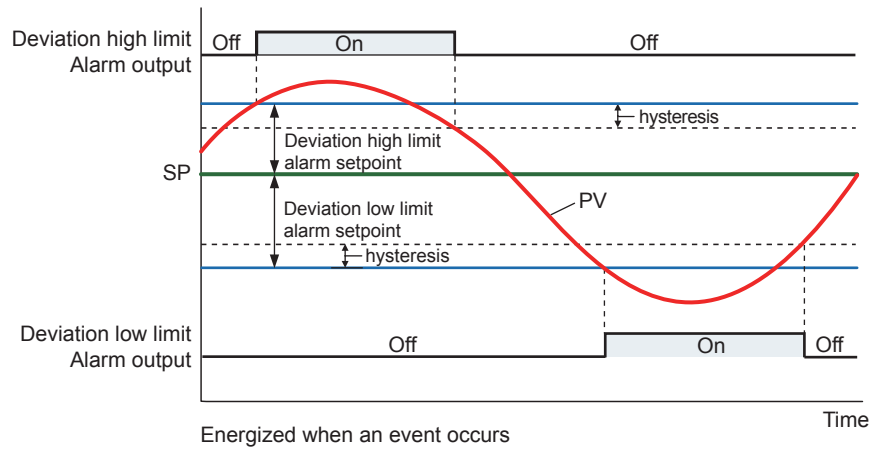 Deviation high limit
Alarm output
Off
On
Off
hysteresis
Deviation high limit
alarm setpoint
SP
Deviation low limit
alarm setpoint
PV
hysteresis
Deviation low limit
Alarm output
Off
On
Off
Time
Energized when an event occurs